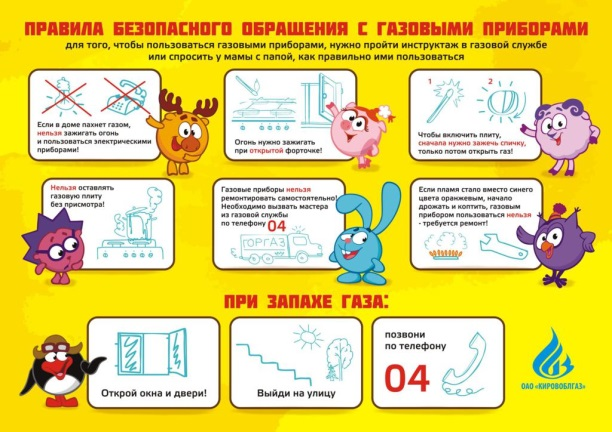 ПРАВИЛА БЕЗОПАСНОГО ОБРАЩЕНИЯ С ГАЗОВЫМИ ПРИБОРАМИ
для того, чтобы пользоваться газовыми приборами, нужно пройти инструктаж в газовой службе
или спросить у мамы с папой, как правильно ими пользоваться
Если в доме пахнет газом,
нельзя зажигать огонь
и пользоваться электрическими
приборами!
Огонь нужно зажигать
при открытой форточке!
1
2
Чтобы включить плиту,
сначала нужно зажечь спичку,
только потом открыть газ!
Нельзя оставлять
газовую плиту
без присмотра!
Газовые приборы нельзя
ремонтировать самостоятельно!
Необходимо вызвать мастера
из газовой службы
по телефону 04
ГОРГАЗ
Если пламя стало вместо синего
цвета оранжевым, начало
дрожать и коптить, газовым
прибором пользоваться нельзя
- требуется ремонт!
ПРИ ЗАПАХЕ ГАЗА:
Открой окна и двери!
Выйди на улицу
позвони
по телефону
04
ОАО «КИРОВОБЛГАЗ»